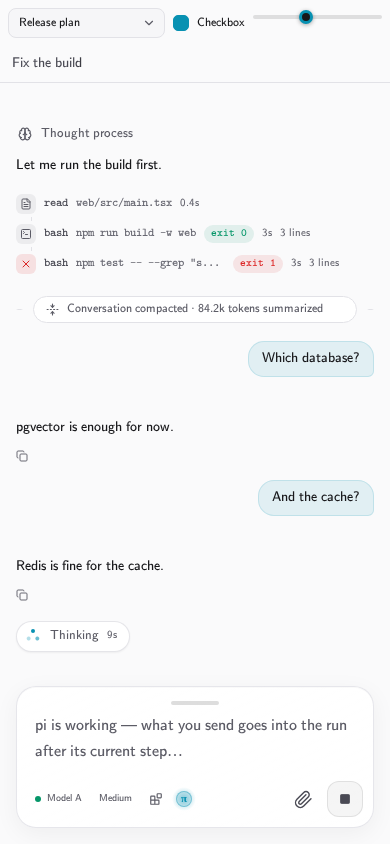 Release plan
Checkbox
Fix the build
Thought process
Let me run the build first.
read web/src/main.tsx 0.4s
bash npm run build -w web exit 0 3s 3 lines
bash npm test -- --grep "s... exit 1 3s 3 lines
Conversation compacted · 84.2k tokens summarized
Which database?
pgvector is enough for now.
And the cache?
Redis is fine for the cache.
Thinking 9s
pi is working — what you send goes into the run
after its current step…
Model A Medium π